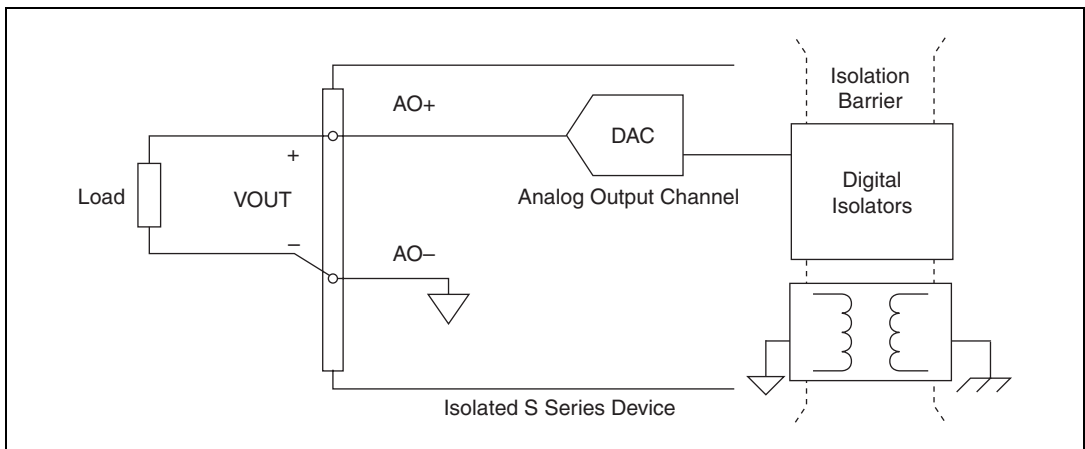 Isolation
Barrier
AO+
DAC
+
Load
VOUT
Analog Output Channel
Digital
Isolators
–
AO–
Isolated S Series Device